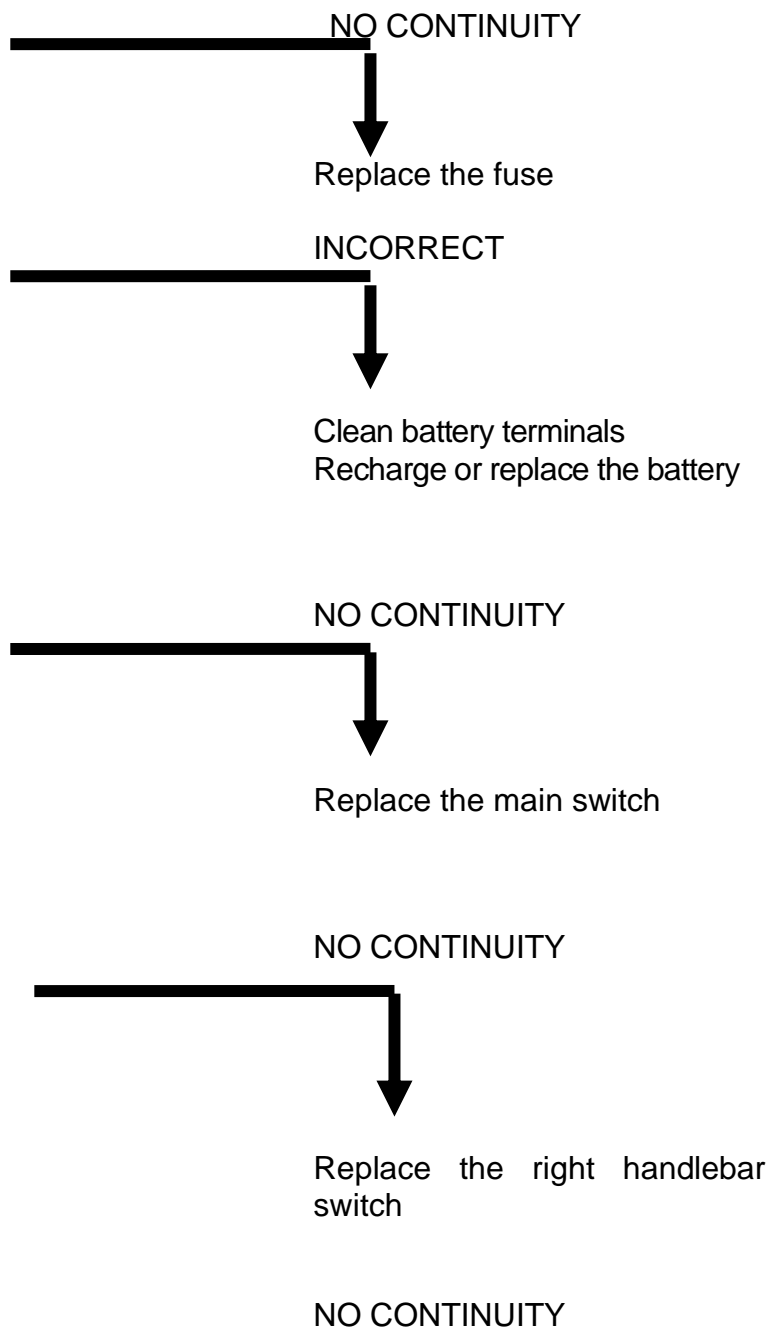 NO CONTINUITY
Replace the fuse
INCORRECT
Clean battery terminals
Recharge or replace the battery
NO CONTINUITY
Replace the main switch
NO CONTINUITY
Replace the right handlebar
switch
NO CONTINUITY